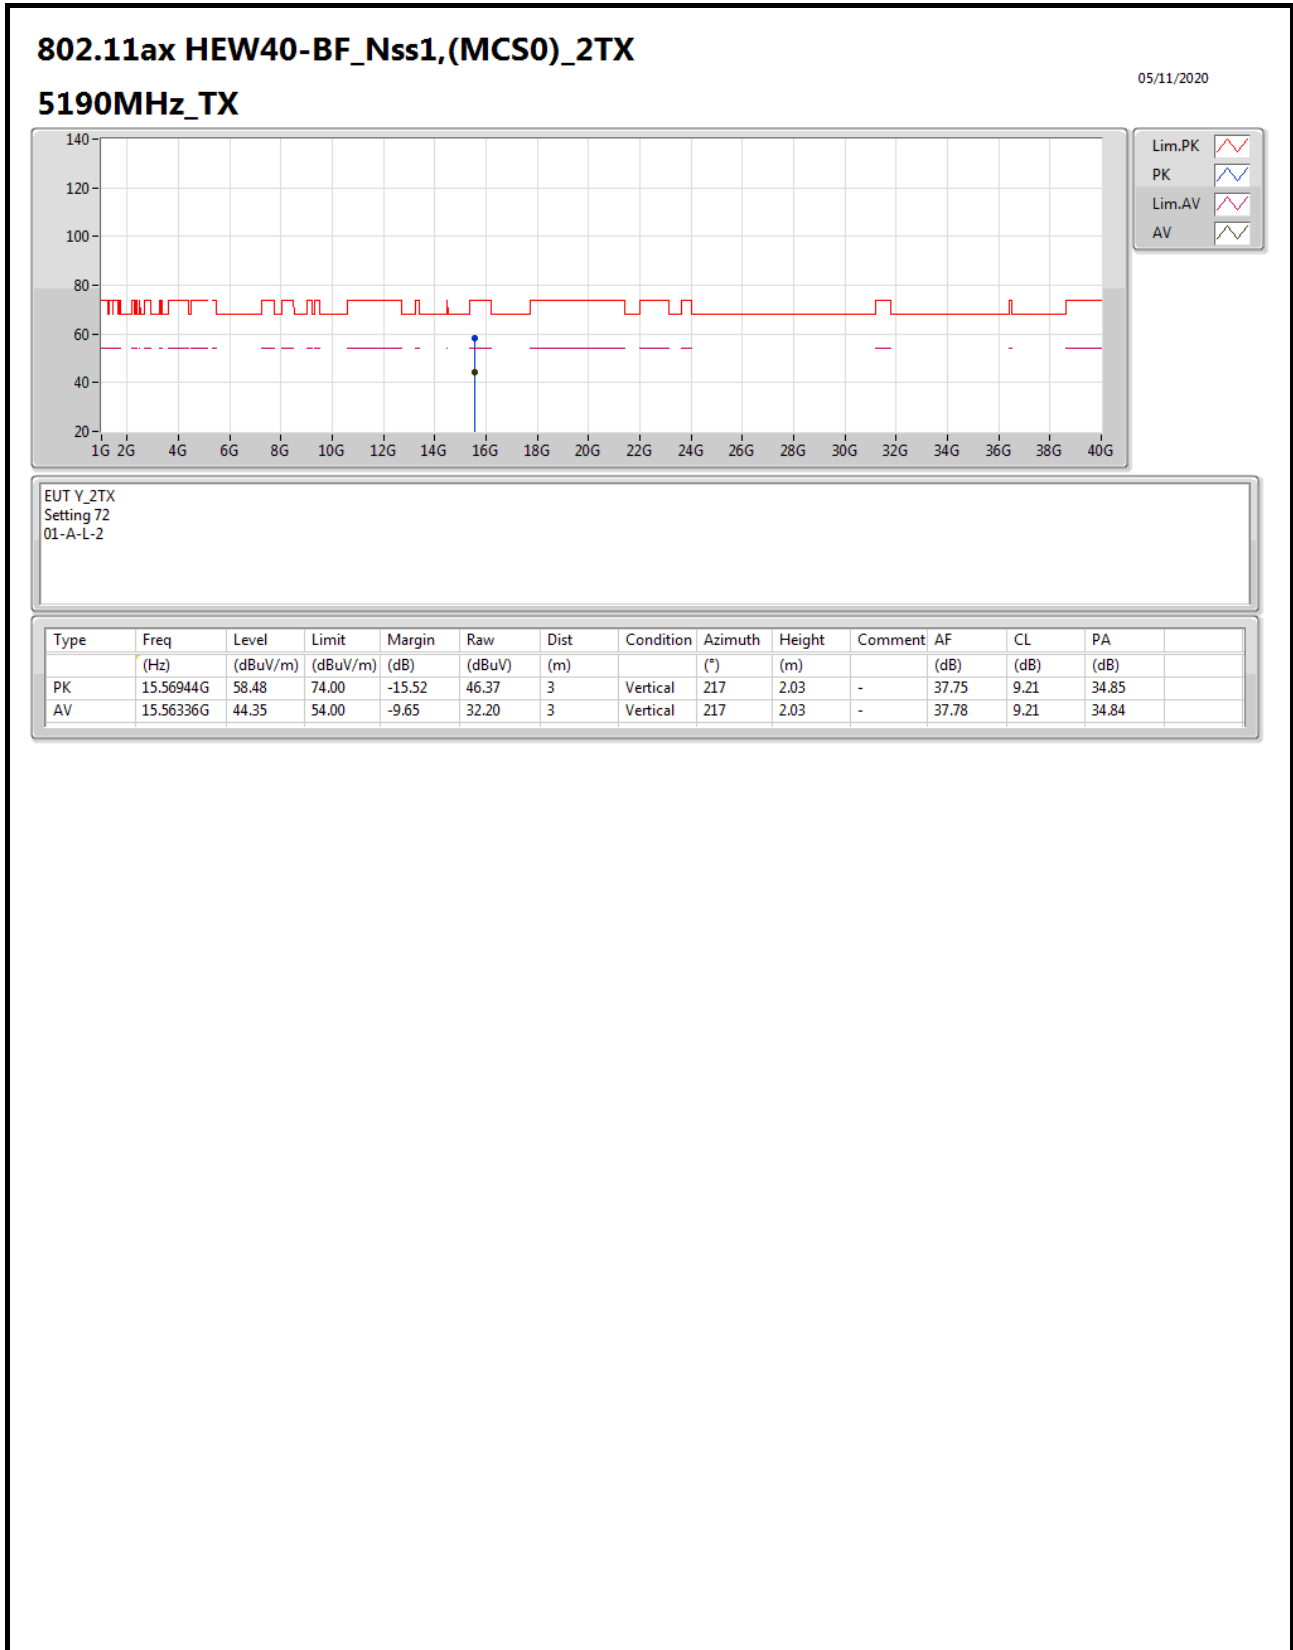 802.11ax HEW40-BF_Nss1,(MCS0)_2TX
05/11/2020
5190MHz_TX
140
120
100
80
60
40
20
1G 2G 4G 6G 8G 10G 12G 14G 16G 18G 20G 22G 24G 26G 28G 30G 32G 34G 36G 38G 40G
Lim.PK
PK
Lim.AV
AV
EUT Y_2TX
Setting 72
01-A-L-2
Type Freq Level Limit Margin Raw Dist Condition Azimuth Height Comment AF CL PA
(Hz) (dBuV/m) (dBuV/m) (dB) (dBuV) (m) (°) (m) (dB) (dB) (dB)
PK 15.56944G 58.48 74.00 -15.52 46.37 3 Vertical 217 2.03 - 37.75 9.21 34.85
AV 15.56336G 44.35 54.00 -9.65 32.20 3 Vertical 217 2.03 - 37.78 9.21 34.84